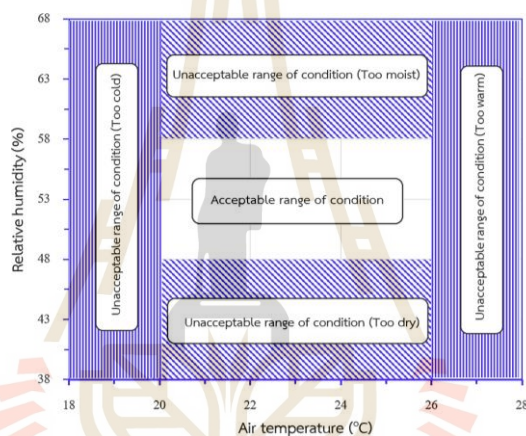 68
63
58
53
48
43
38
Relative humidity (%)
Unacceptable range of condition (Too cold)
Unacceptable range of condition (Too moist)
Acceptable range of condition
Unacceptable range of condition (Too dry)
Unacceptable range of condition (Too warm)
18 20 22 24 26 28
Air temperature (°C)